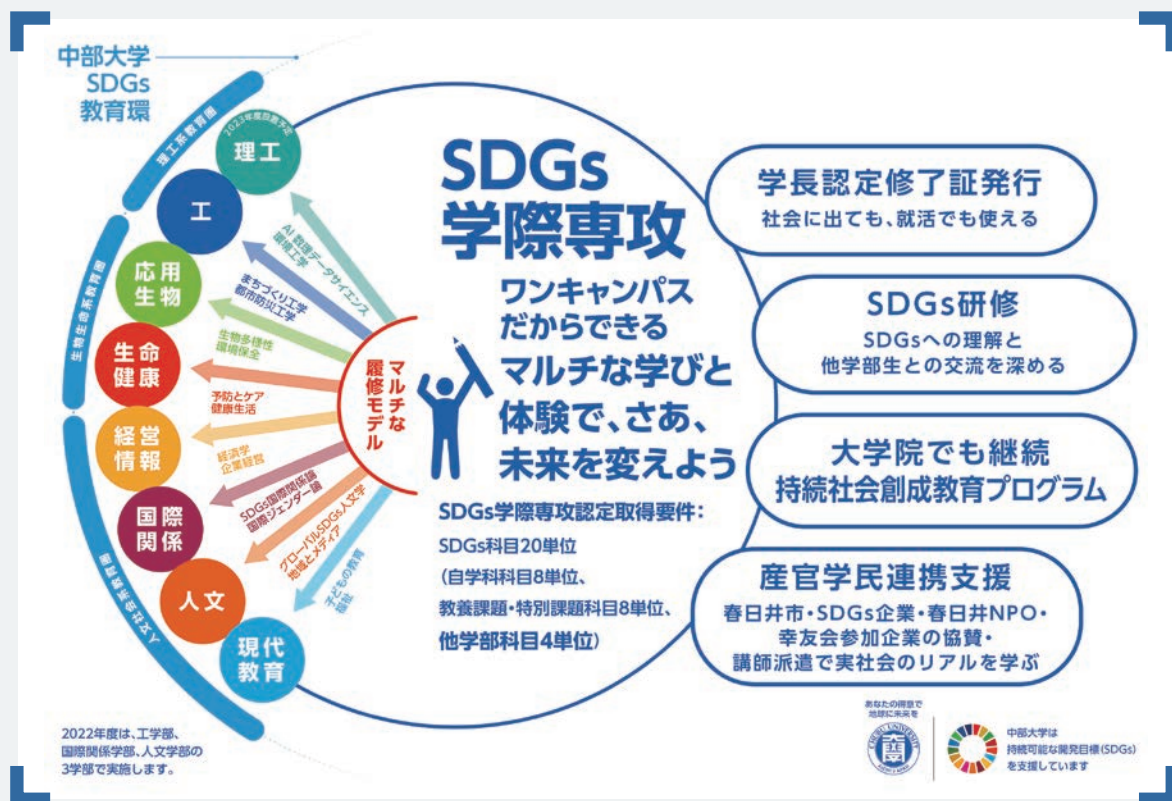 中部大学
SDGs
教育環
理工系教育圏
生物生命系教育圏
人文社会系教育圏
2023年度設置予定
理工
工
応用
生物
生命
健康
経営
情報
国際
関係
人文
現代
教育
AI 数理データサイエンス
環境工学
まちづくり工学
都市防災工学
生物多様性
環境保全
予防とケア
健康生活
経済学
企業経営
SDGs国際関係論
国際ジェンダー論
グローバルSDGs人文学
地域とメディア
子どもの教育
福祉
マルチな
履修モデル
SDGs
学際専攻
ワンキャンパス
だからできる
マルチな学びと
体験で、さあ、
未来を変えよう
SDGs学際専攻認定取得要件：
SDGs科目20単位
(自学科科目8単位、
教養課題・特別課題科目8単位、
他学部科目4単位)
学長認定修了証発行
社会に出ても、就活でも使える
SDGs研修
SDGsへの理解と
他学部生との交流を深める
大学院でも継続
持続社会創成教育プログラム
産官学民連携支援
春日井市・SDGs企業・春日井NPO・
幸友会参加企業の協賛・
講師派遣で実社会のリアルを学ぶ
2022年度は、工学部、
国際関係学部、人文学部の
3学部で実施します。
あなたの得意で
地球に未来を
CHUBU UNIVERSITY
中部大学は
持続可能な開発目標(SDGs)
を支援しています